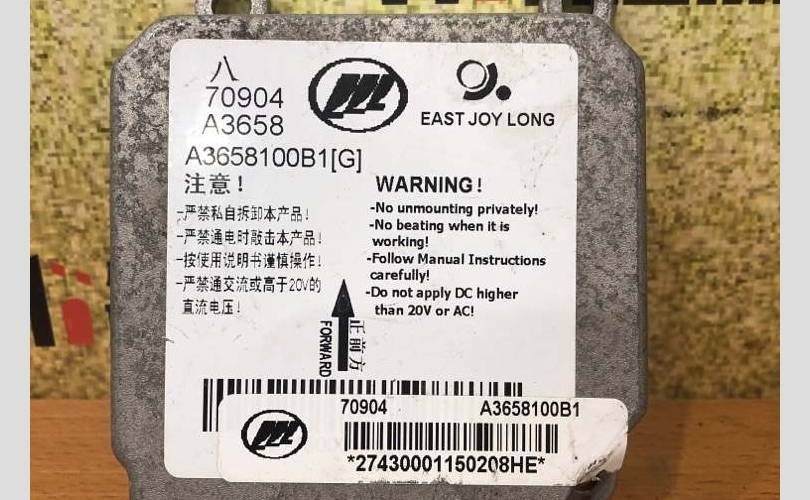 八
70904
A3658
EAST JOY LONG
A3658100B1[G]
注意！
-严禁私自拆卸本产品！
-严禁通电时敲击本产品！
-按使用说明书谨慎操作！
-严禁通交流或高于20V的
直流电压！
WARNING!
-No unmounting privately!
-No beating when it is
working!
-Follow Manual Instructions
carefully!
-Do not apply DC higher
than 20V or AC!
正前方
FORWARD
70904 A3658100B1
*27430001150208HE*